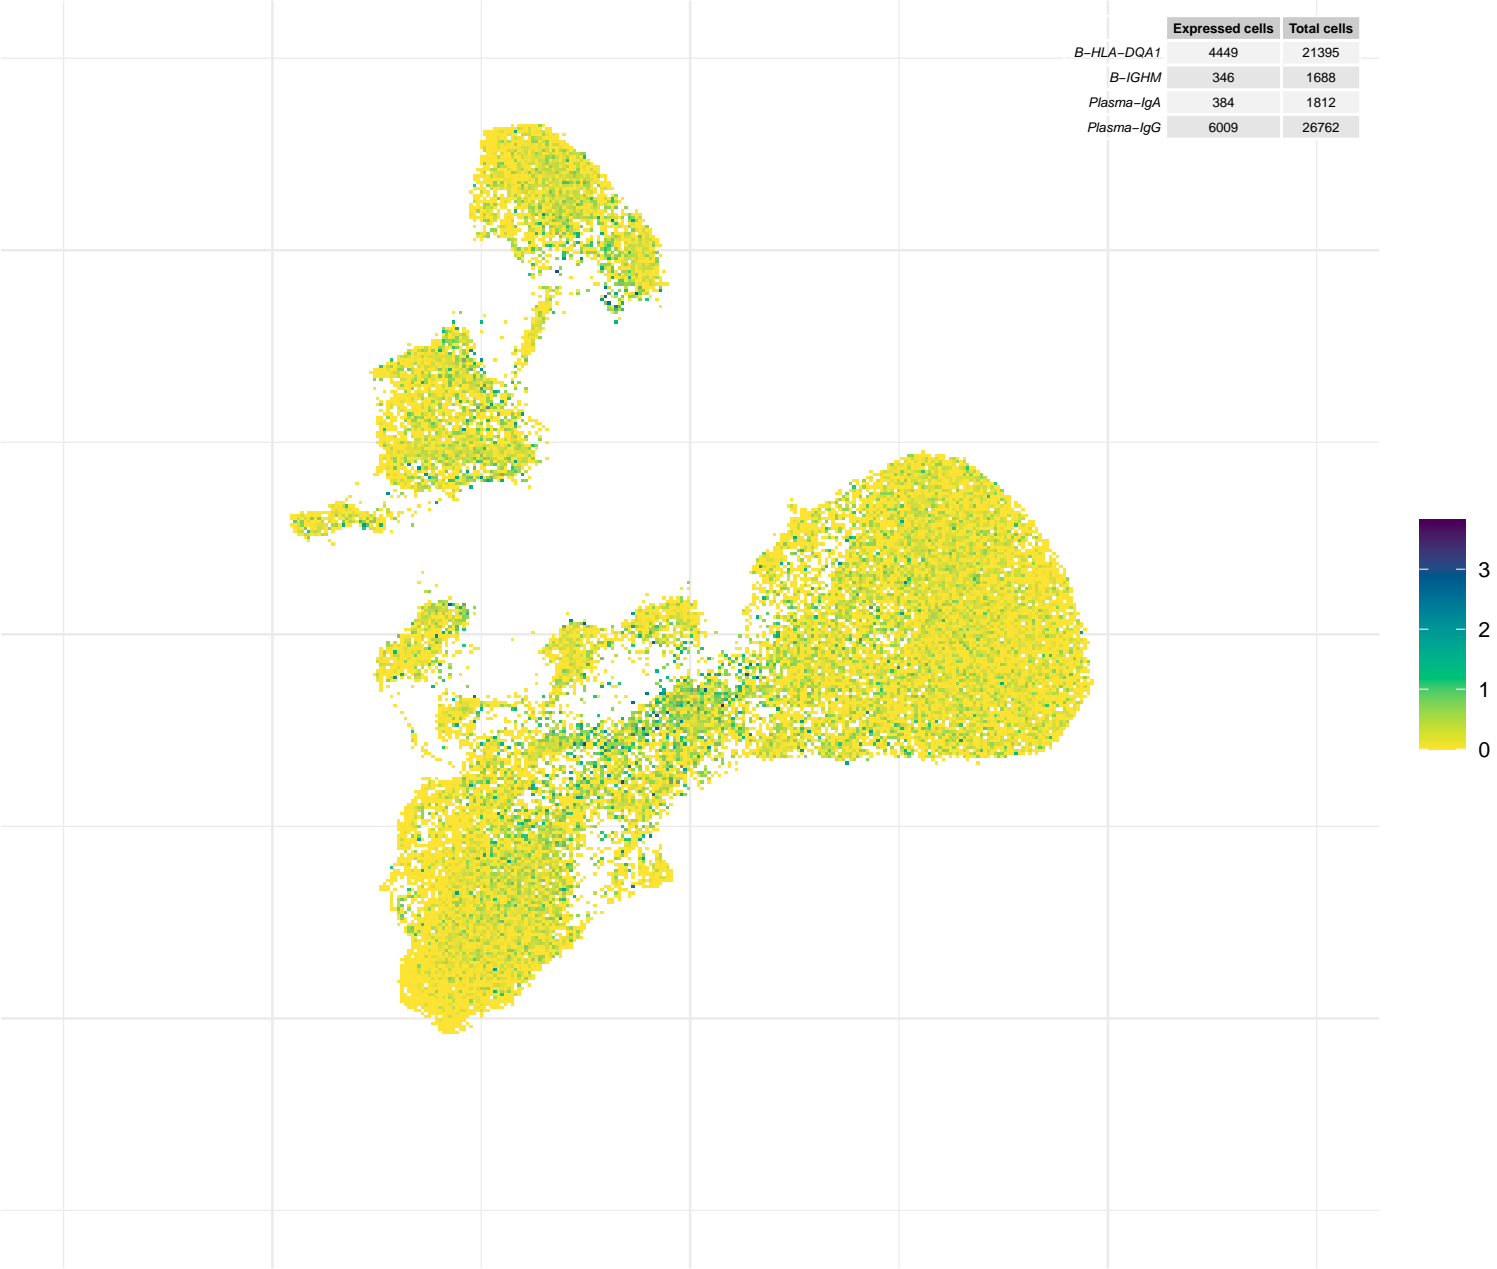 Expressed cells Total cells
B−HLA−DQA1 4449 21395
B−IGHM 346 1688
Plasma−IgA 384 1812
Plasma−IgG 6009 26762
3
2
1
0